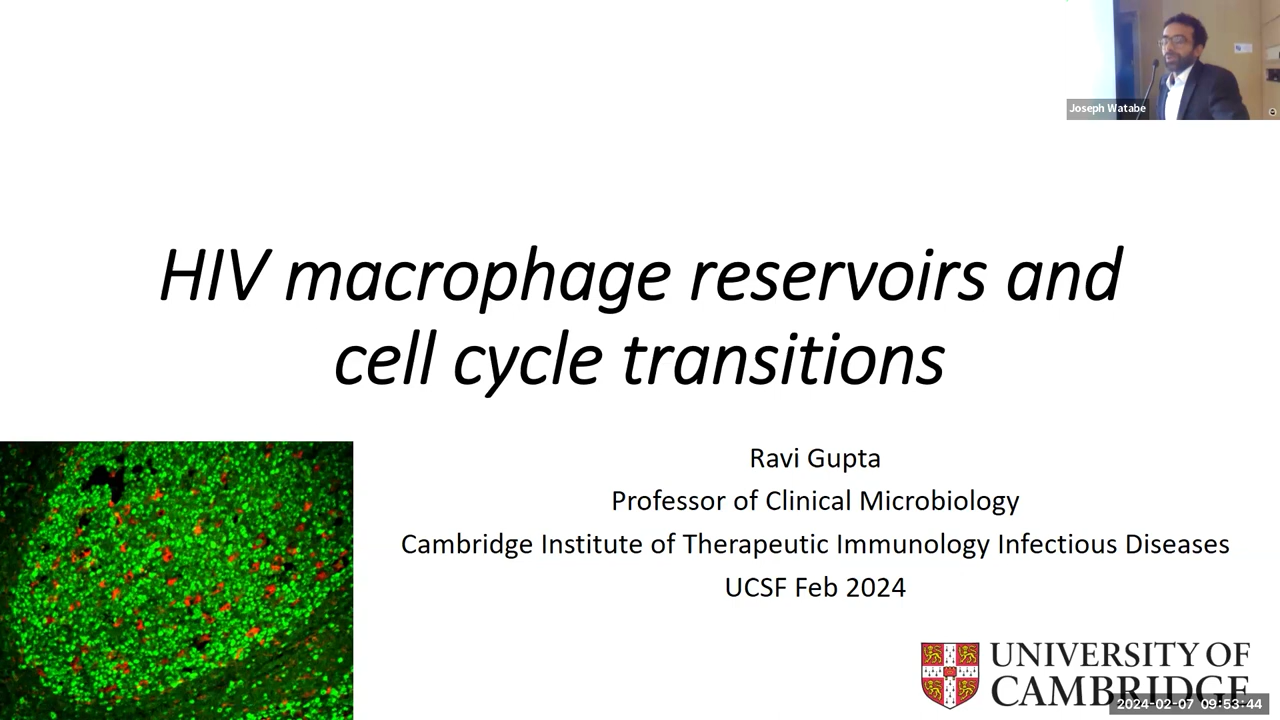 Joseph Watabe
HIV macrophage reservoirs and
cell cycle transitions
Ravi Gupta
Professor of Clinical Microbiology
Cambridge Institute of Therapeutic Immunology Infectious Diseases
UCSF Feb 2024
UNIVERSITY OF
CAMBRIDGE
2024-02-07 09:53:44